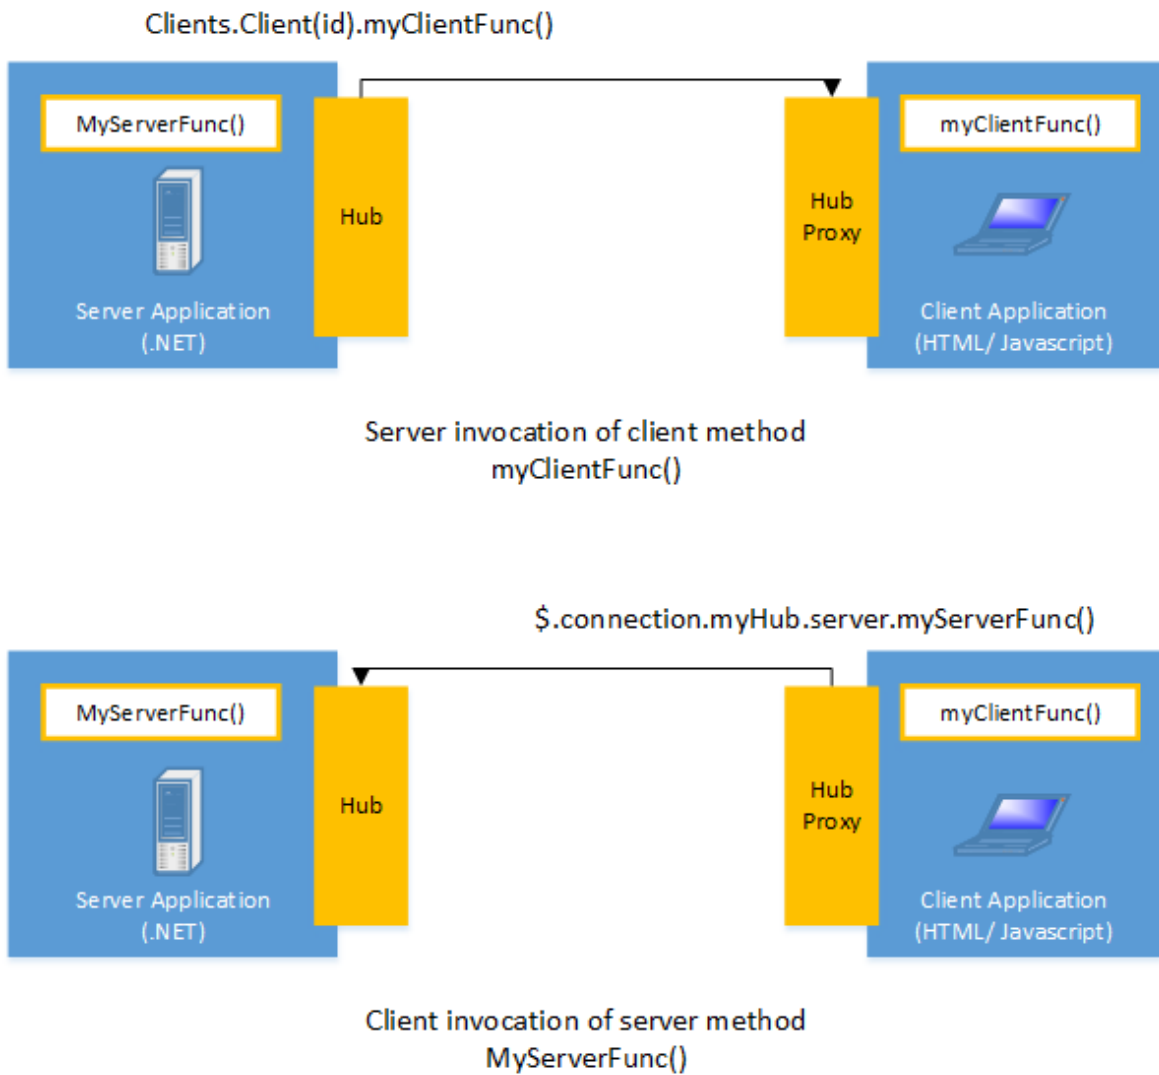 Clients.Client(id).myClientFunc()
MyServerFunc()
Hub
Server Application
(.NET)
Hub
Proxy
myClientFunc()
Client Application
(HTML/ Javascript)
Server invocation of client method
myClientFunc()
$.connection.myHub.server.myServerFunc()
MyServerFunc()
Hub
Server Application
(.NET)
Hub
Proxy
myClientFunc()
Client Application
(HTML/ Javascript)
Client invocation of server method
MyServerFunc()